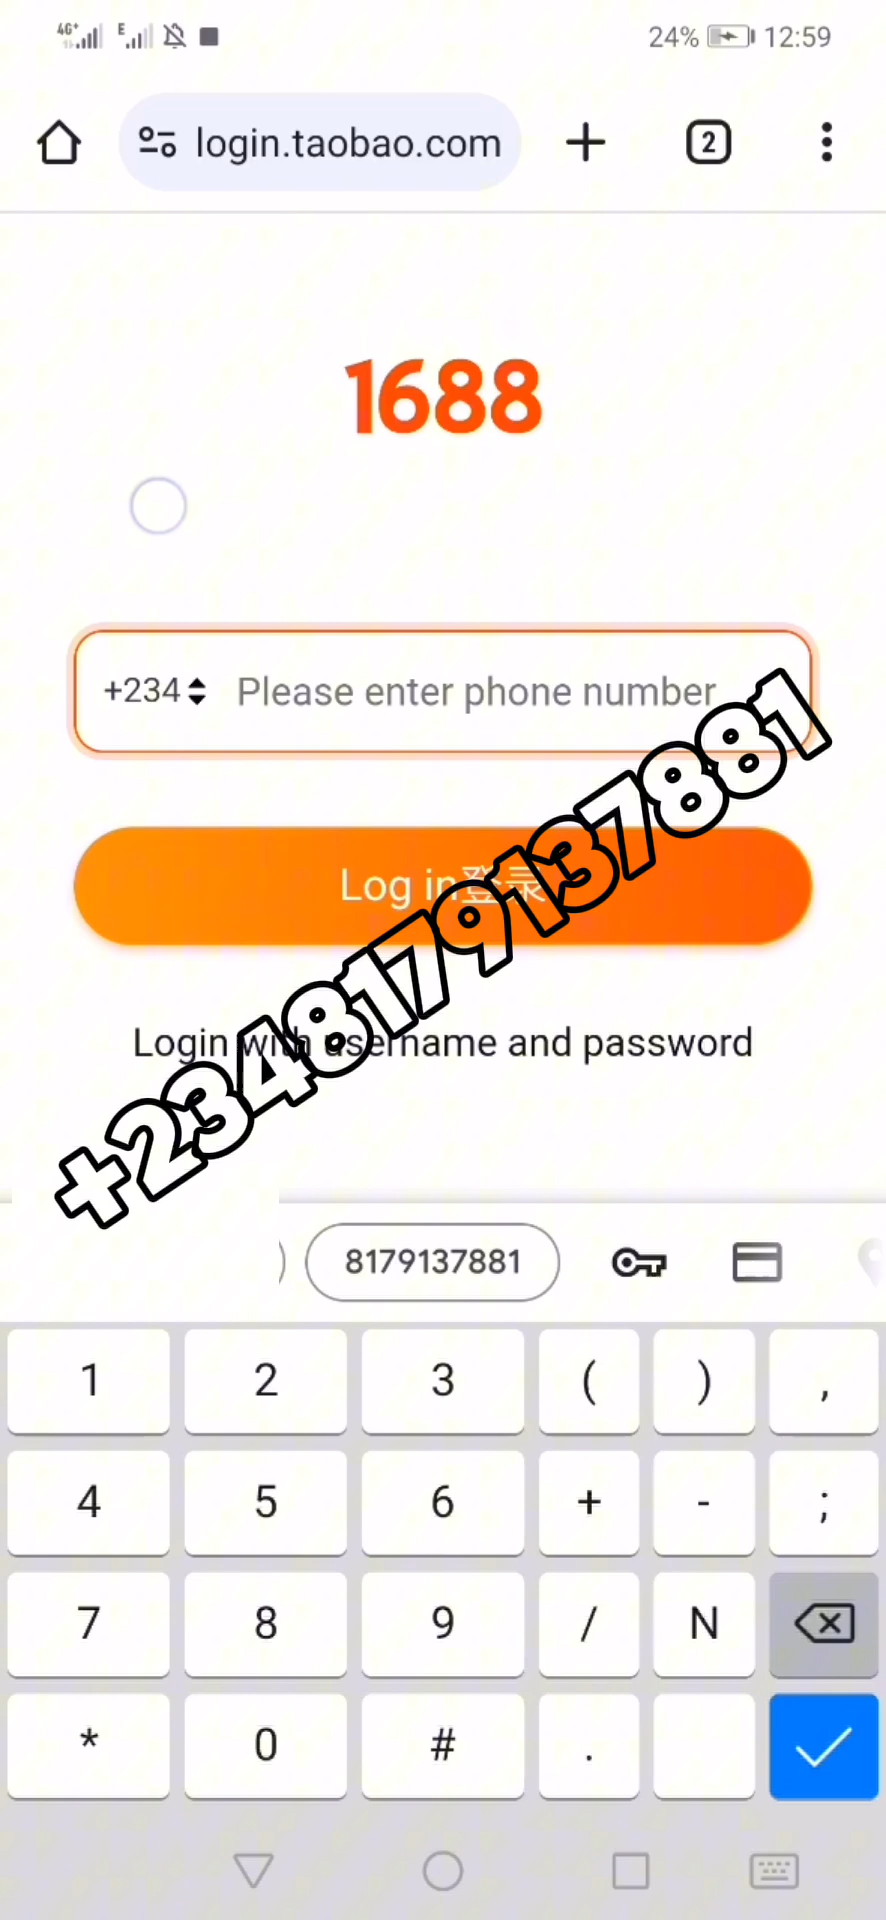 4G+ E 24% 12:59
login.taobao.com 2
1688
+234 Please enter phone number
Log in登录
Login with username and password
+2348179137881
8179137881
1 2 3 ( ) ,
4 5 6 + - ;
7 8 9 / N
* 0 # .